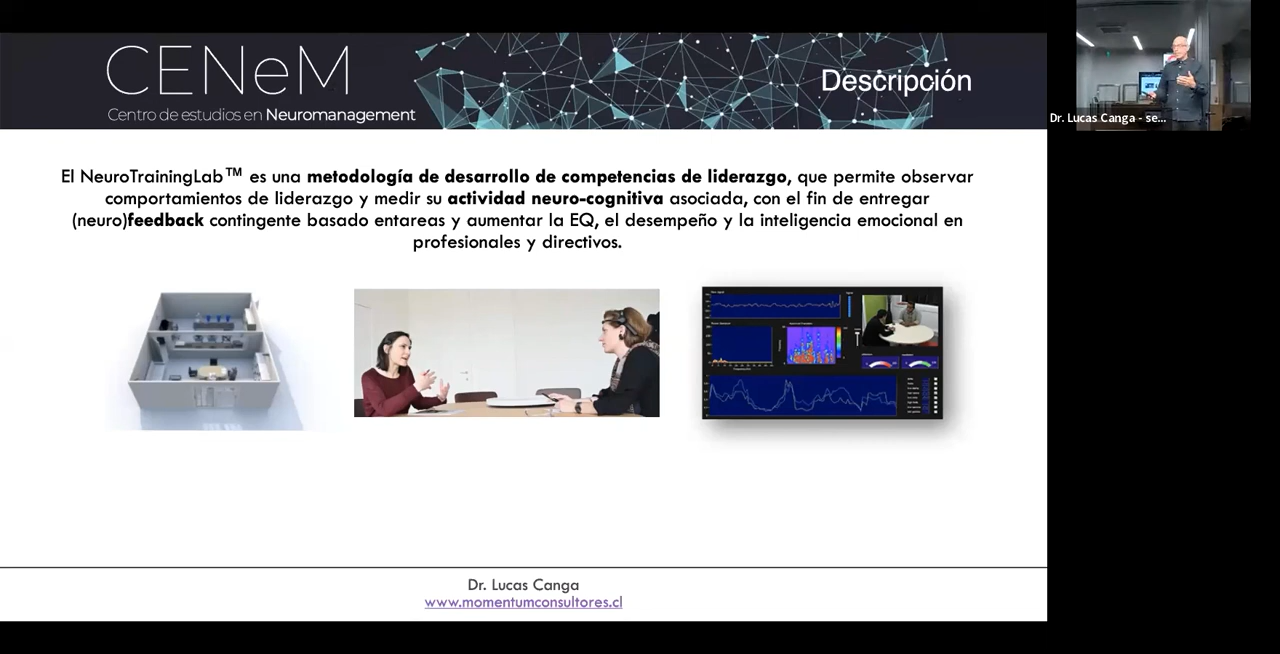 CENeM
Centro de estudios en Neuromanagement
Descripción
Dr. Lucas Canga - se...
El NeuroTrainingLab™ es una metodología de desarrollo de competencias de liderazgo, que permite observar
comportamientos de liderazgo y medir su actividad neuro-cognitiva asociada, con el fin de entregar
(neuro)feedback contingente basado entareas y aumentar la EQ, el desempeño y la inteligencia emocional en
profesionales y directivos.
Dr. Lucas Canga
www.momentumconsultores.cl